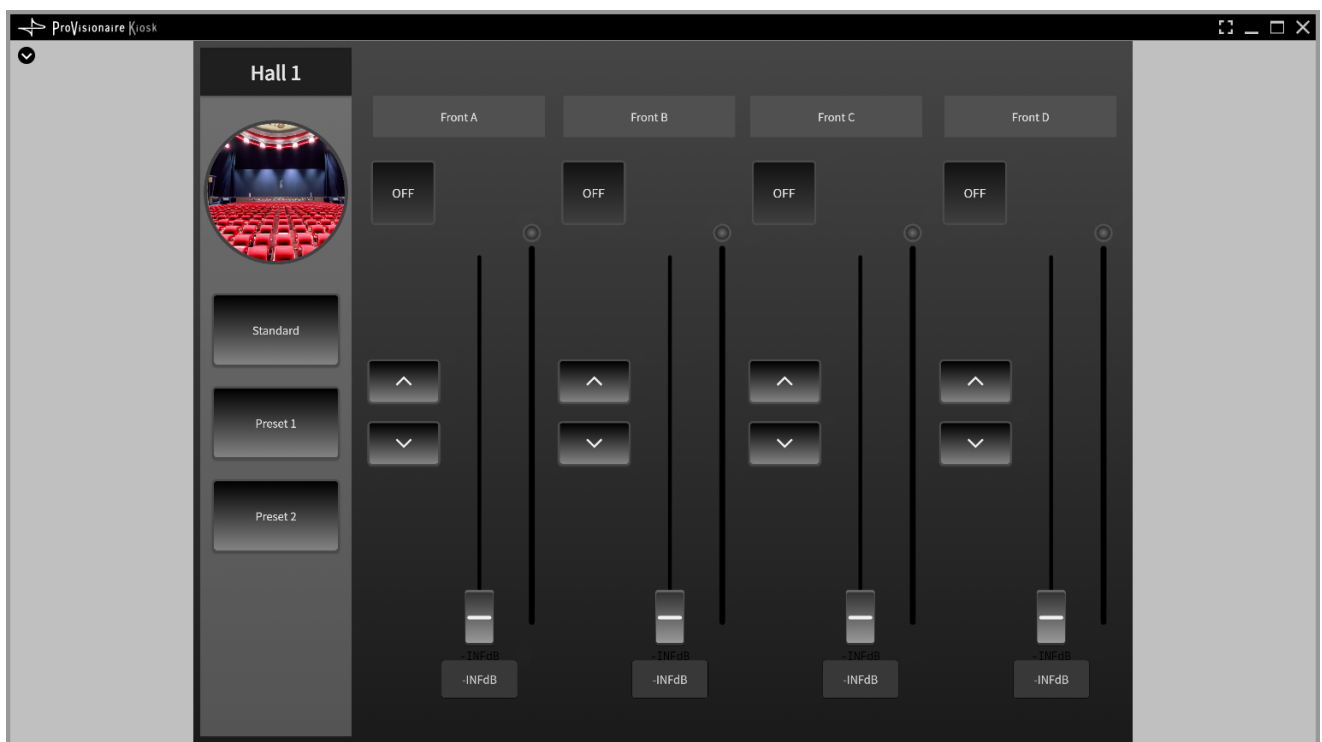 ProVisionaire Kiosk
Hall 1
Front A Front B Front C Front D
OFF OFF OFF OFF
Standard
Preset 1
Preset 2
-INFdB -INFdB -INFdB -INFdB
-INFdB -INFdB -INFdB -INFdB